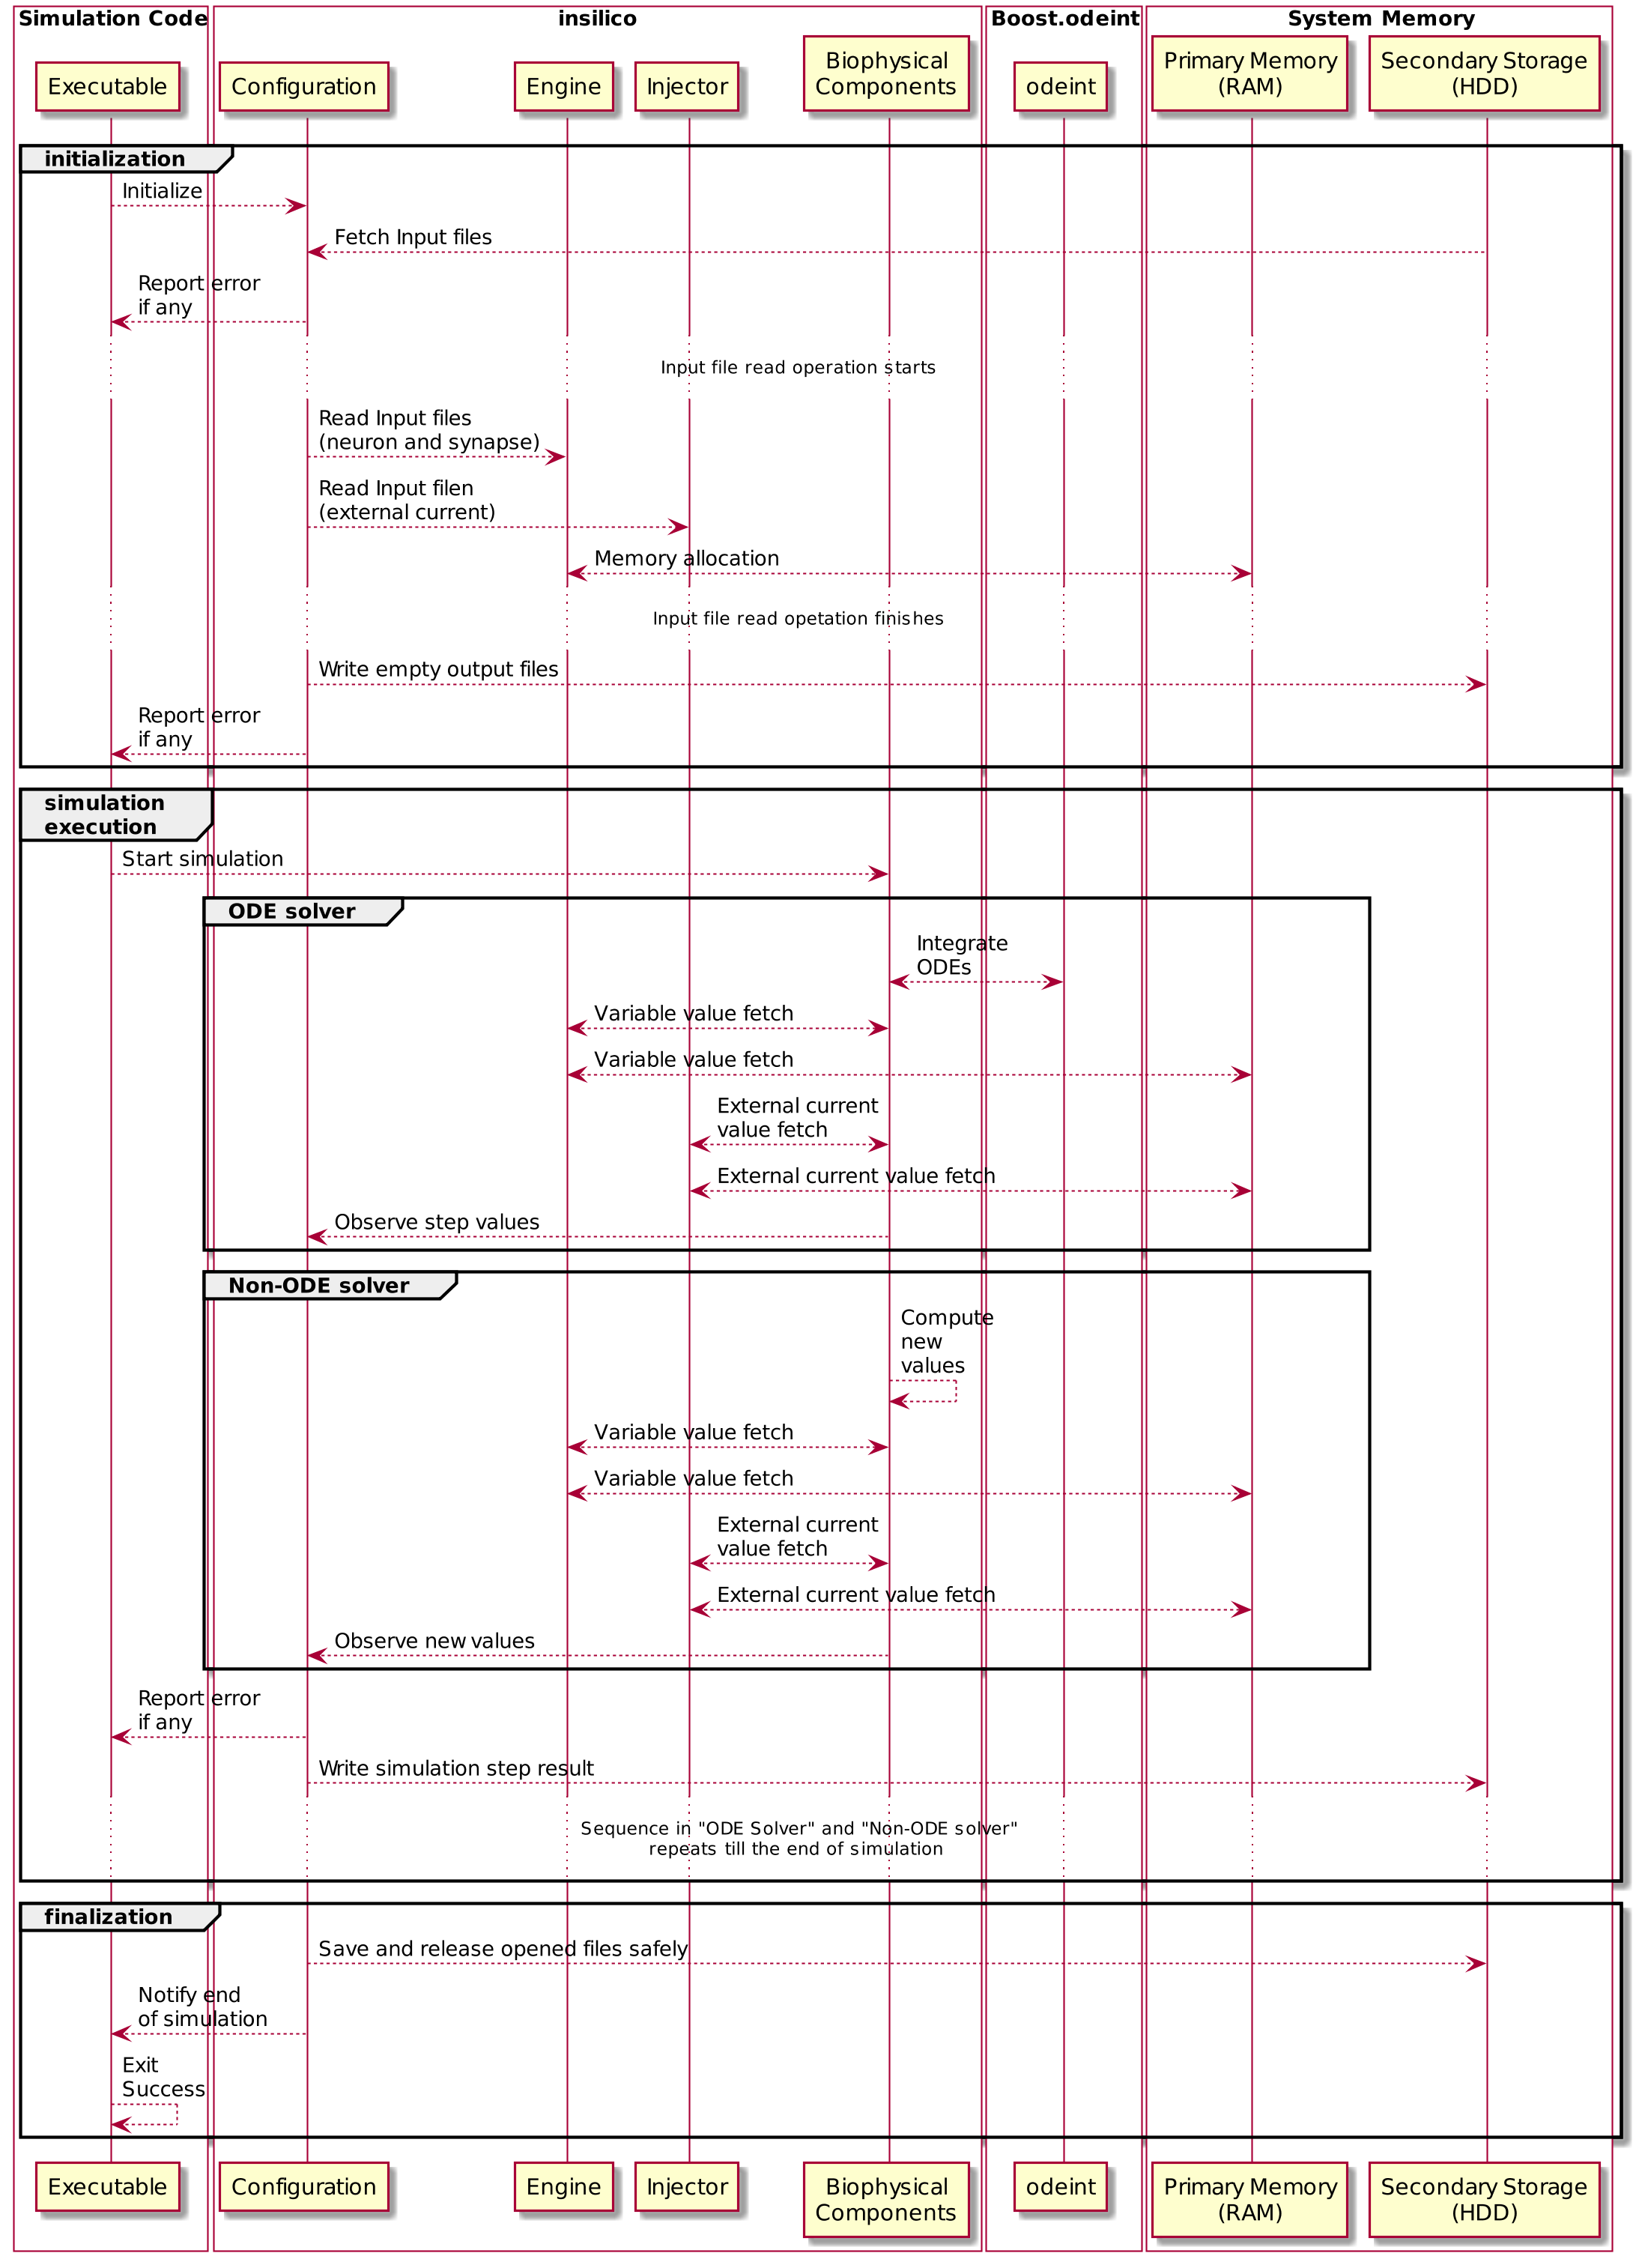 Simulation Code
insilico
Boost.odeint
System Memory
Executable
Configuration
Engine
Injector
Biophysical
Components
odeint
Primary Memory
(RAM)
Secondary Storage
(HDD)
initialization
Initialize
Fetch Input files
Report error
if any
Input file read operation starts
Read Input files
(neuron and synapse)
Read Input filen
(external current)
Memory allocation
Input file read opetation finishes
Write empty output files
Report error
if any
simulation
execution
Start simulation
ODE solver
Integrate
ODEs
Variable value fetch
Variable value fetch
External current
value fetch
External current value fetch
Observe step values
Non-ODE solver
Compute
new
values
Variable value fetch
Variable value fetch
External current
value fetch
External current value fetch
Observe new values
Report error
if any
Write simulation step result
Sequence in "ODE Solver" and "Non-ODE solver"
repeats till the end of simulation
finalization
Save and release opened files safely
Notify end
of simulation
Exit
Success
Executable
Configuration
Engine
Injector
Biophysical
Components
odeint
Primary Memory
(RAM)
Secondary Storage
(HDD)